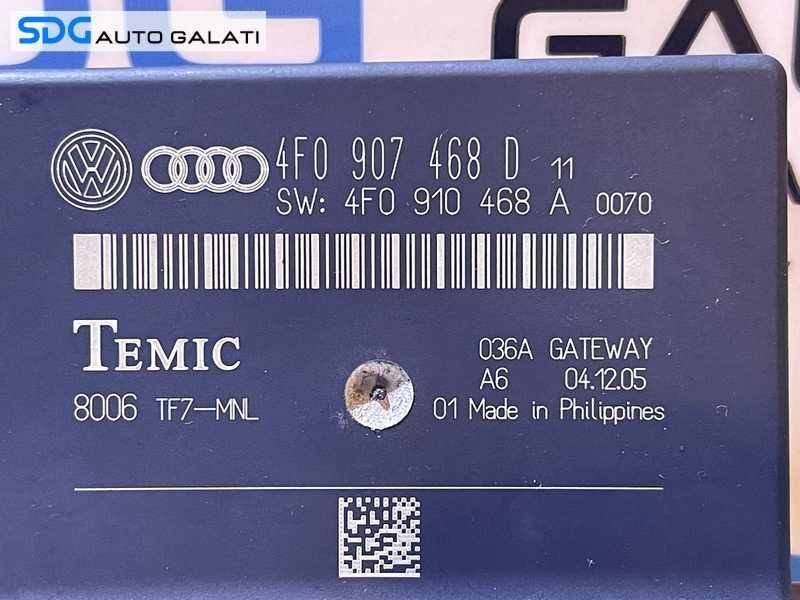 SDG AUTO GALATI
4F0 907 468 D 11
SW: 4F0 910 468 A 0070
TEMIC
036A GATEWAY
A6 04.12.05
8006 TF7-MNL
01 Made in Philippines